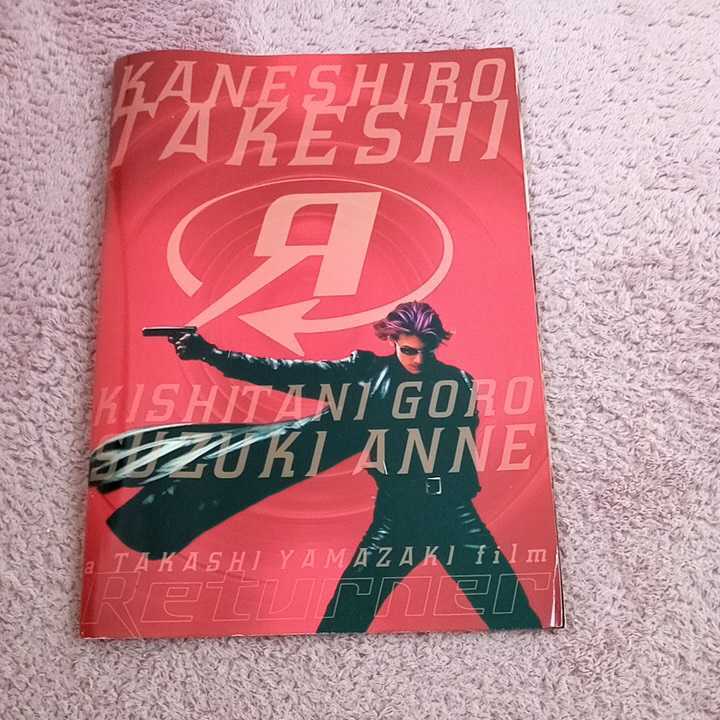 KANESHIRO
TAKESHI
Я
KISHITANI GORO
SUZUKI ANNE
a TAKASHI YAMAZAKI film
Returner